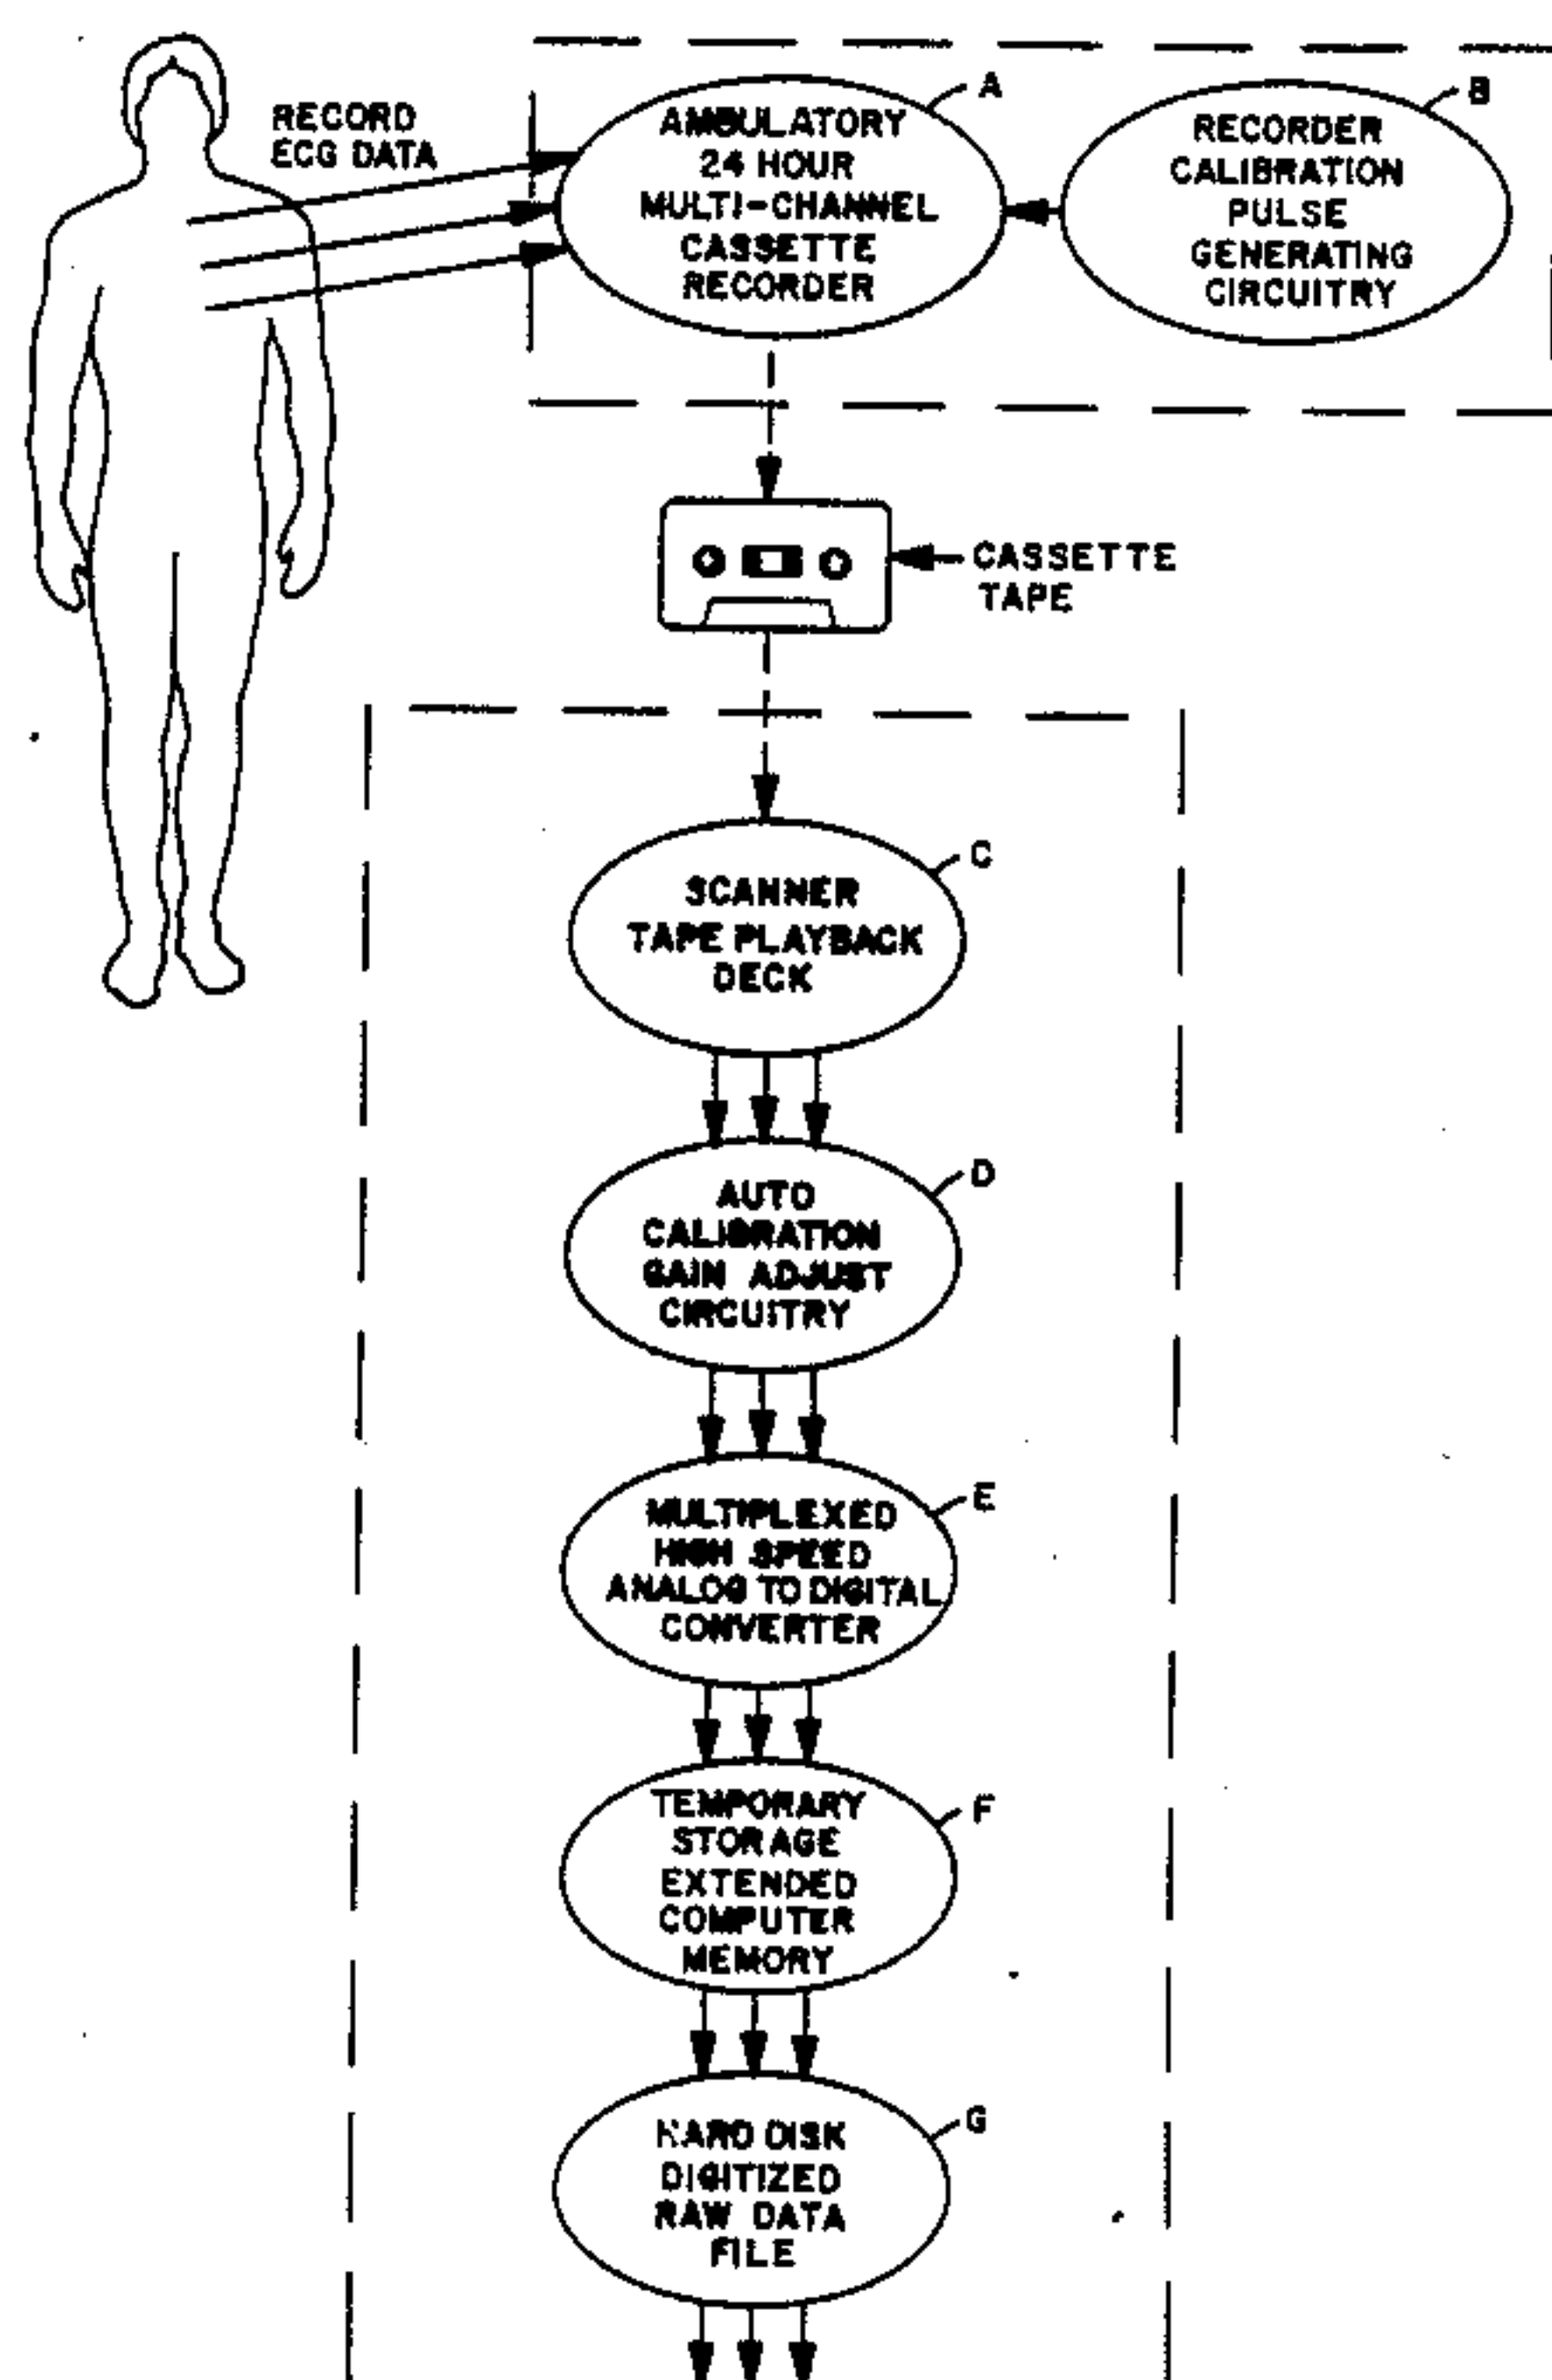 RECORD
ECG DATA
A
AMBULATORY
24 HOUR
MULTI-CHANNEL
CASSETTE
RECORDER
B
RECORDER
CALIBRATION
PULSE
GENERATING
CIRCUITRY
CASSETTE
TAPE
C
SCANNER
TAPE PLAYBACK
DECK
D
AUTO
CALIBRATION
GAIN ADJUST
CIRCUITRY
E
MULTIPLEXED
HIGH SPEED
ANALOG TO DIGITAL
CONVERTER
F
TEMPORARY
STORAGE
EXTENDED
COMPUTER
MEMORY
G
HARD DISK
DIGITIZED
RAW DATA
FILE